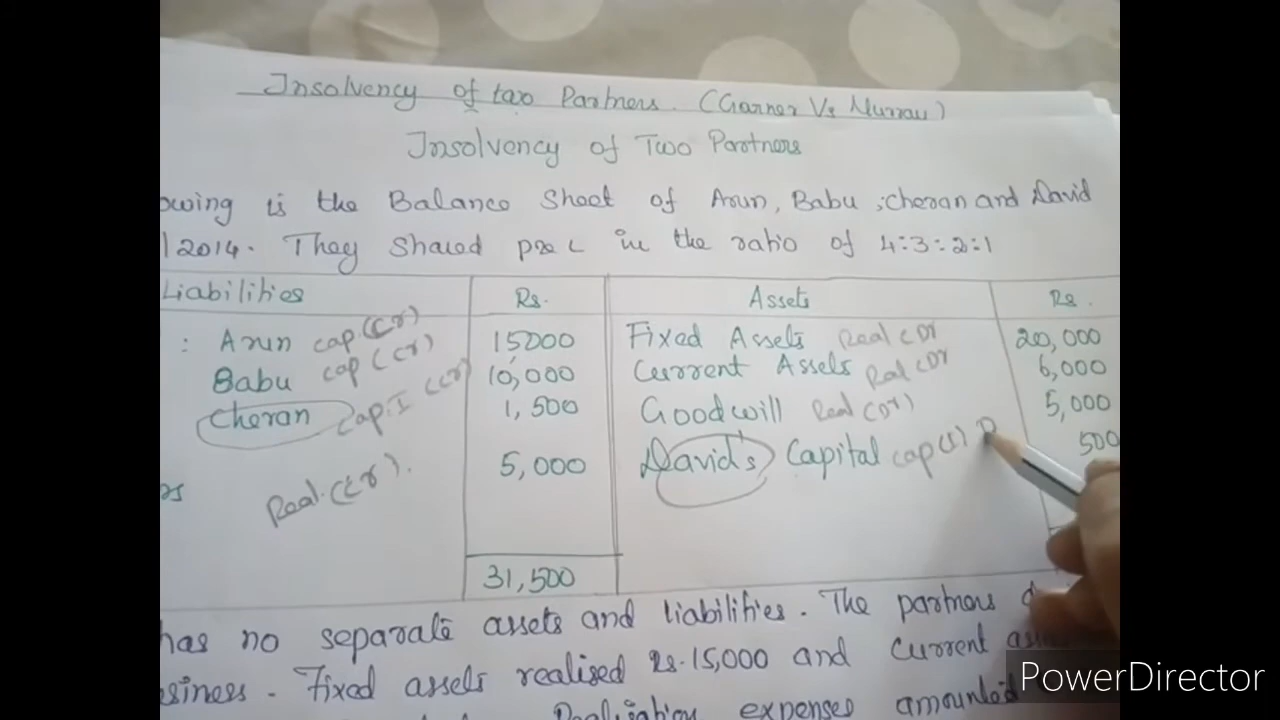 Insolvency of two Partners. (Garner Vs Murray)
Insolvency of Two Partners
owing is the Balance Sheet of Arun, Babu, Cheran and David
2014. They Shared P&L in the ratio of 4:3:2:1
Liabilities Rs. Assets Rs.
: Arun cap (Cr) 15000 Fixed Assets Real (Dr 20,000
Babu cap (Cr) 10,000 Current Assets Real (Dr 6,000
Cheran cap.I (Cr) 1,500 Goodwill Real (Dr) 5,000
rs Real. (Cr). 5,000 David's Capital cap (I) D 500
31,500
has no separate assets and liabilities. The partners d
siness. Fixed assets realised Rs.15,000 and current ass
Realisation expenses amounted
PowerDirector